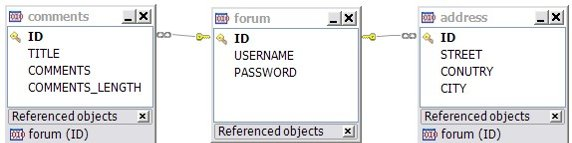 comments
ID
TITLE
COMMENTS
COMMENTS_LENGTH
Referenced objects
forum (ID)
forum
ID
USERNAME
PASSWORD
Referenced objects
address
ID
STREET
CONUTRY
CITY
Referenced objects
forum (ID)